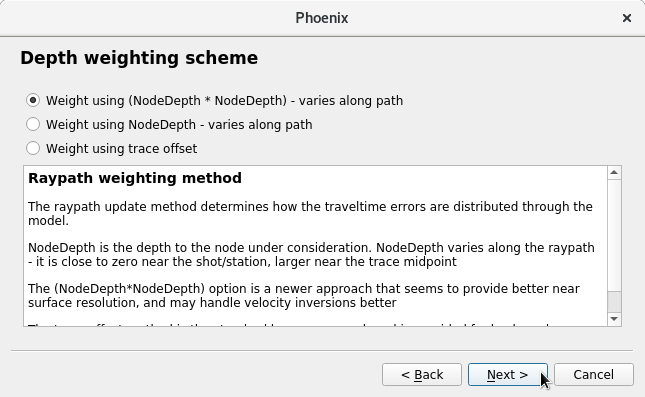 Phoenix
Depth weighting scheme
Weight using (NodeDepth * NodeDepth) - varies along path
Weight using NodeDepth - varies along path
Weight using trace offset
Raypath weighting method
The raypath update method determines how the traveltime errors are distributed through the
model.
NodeDepth is the depth to the node under consideration. NodeDepth varies along the raypath
- it is close to zero near the shot/station, larger near the trace midpoint
The (NodeDepth*NodeDepth) option is a newer approach that seems to provide better near
surface resolution, and may handle velocity inversions better
< Back
Next >
Cancel